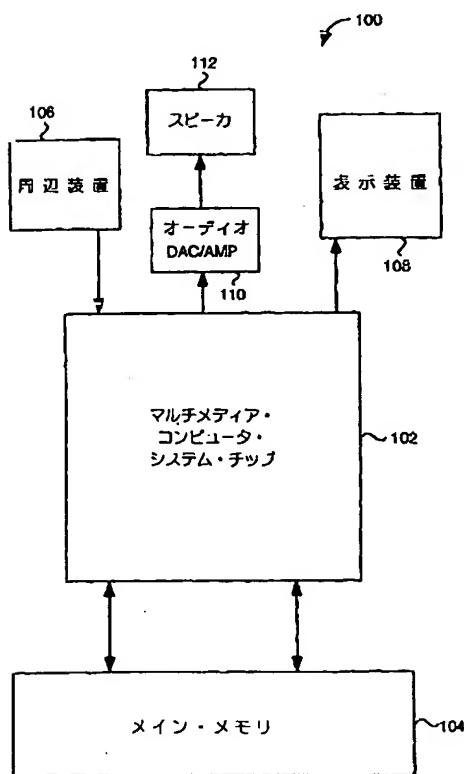 100
112
スピーカ
106
周辺装置
表示装置
オーディオ
DAC/AMP
108
110
マルチメディア・
コンピュータ・
システム・チップ
102
メイン・メモリ
104